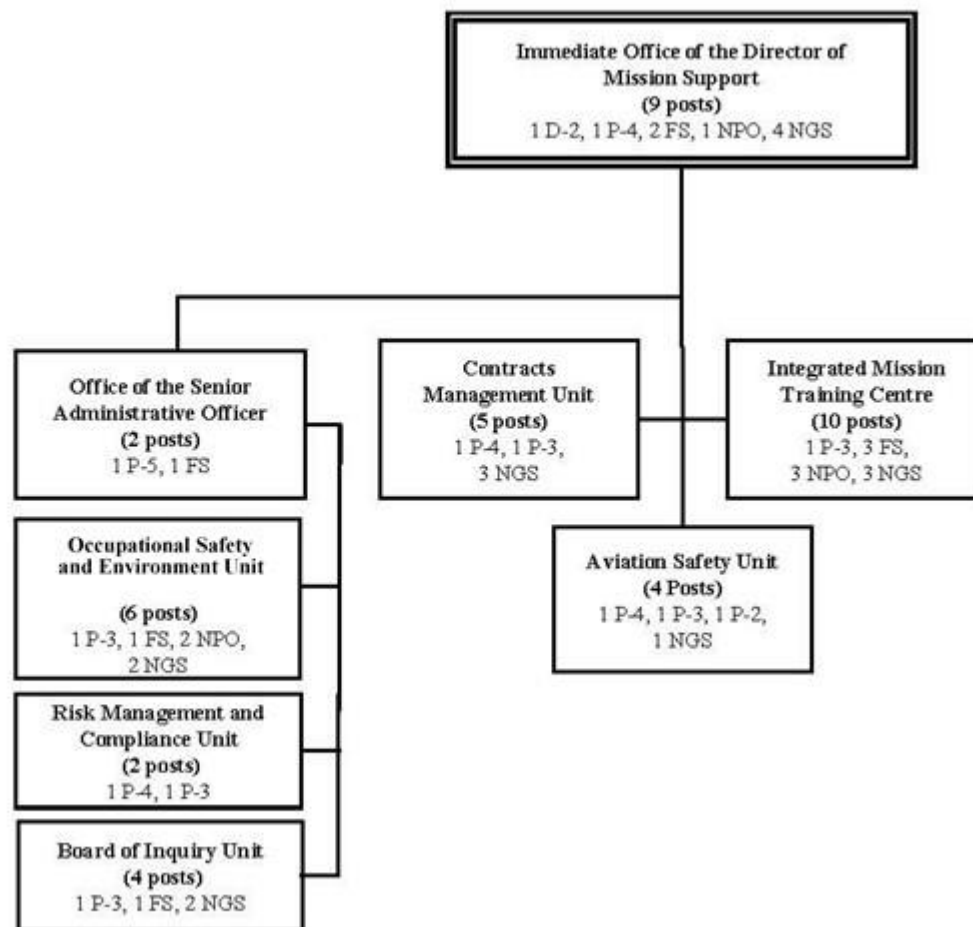 Immediate Office of the Director of
Mission Support
(9 posts)
1 D-2, 1 P-4, 2 FS, 1 NPO, 4 NGS
Office of the Senior
Administrative Officer
(2 posts)
1 P-5, 1 FS
Contracts
Management Unit
(5 posts)
1 P-4, 1 P-3,
3 NGS
Integrated Mission
Training Centre
(10 posts)
1 P-3, 3 FS,
3 NPO, 3 NGS
Occupational Safety
and Environment Unit
(6 posts)
1 P-3, 1 FS, 2 NPO,
2 NGS
Aviation Safety Unit
(4 Posts)
1 P-4, 1 P-3, 1 P-2,
1 NGS
Risk Management and
Compliance Unit
(2 posts)
1 P-4, 1 P-3
Board of Inquiry Unit
(4 posts)
1 P-3, 1 FS, 2 NGS